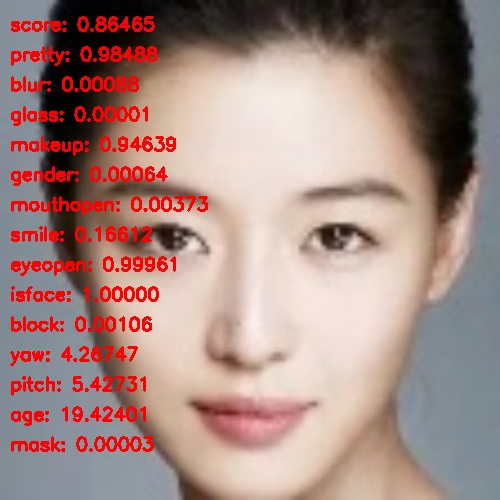 score: 0.86465
pretty: 0.98488
blur: 0.00088
glass: 0.00001
makeup: 0.94639
gender: 0.00064
mouthopen: 0.00373
smile: 0.16612
eyeopen: 0.99961
isface: 1.00000
block: 0.00106
yaw: 4.26747
pitch: 5.42731
age: 19.42401
mask: 0.00003